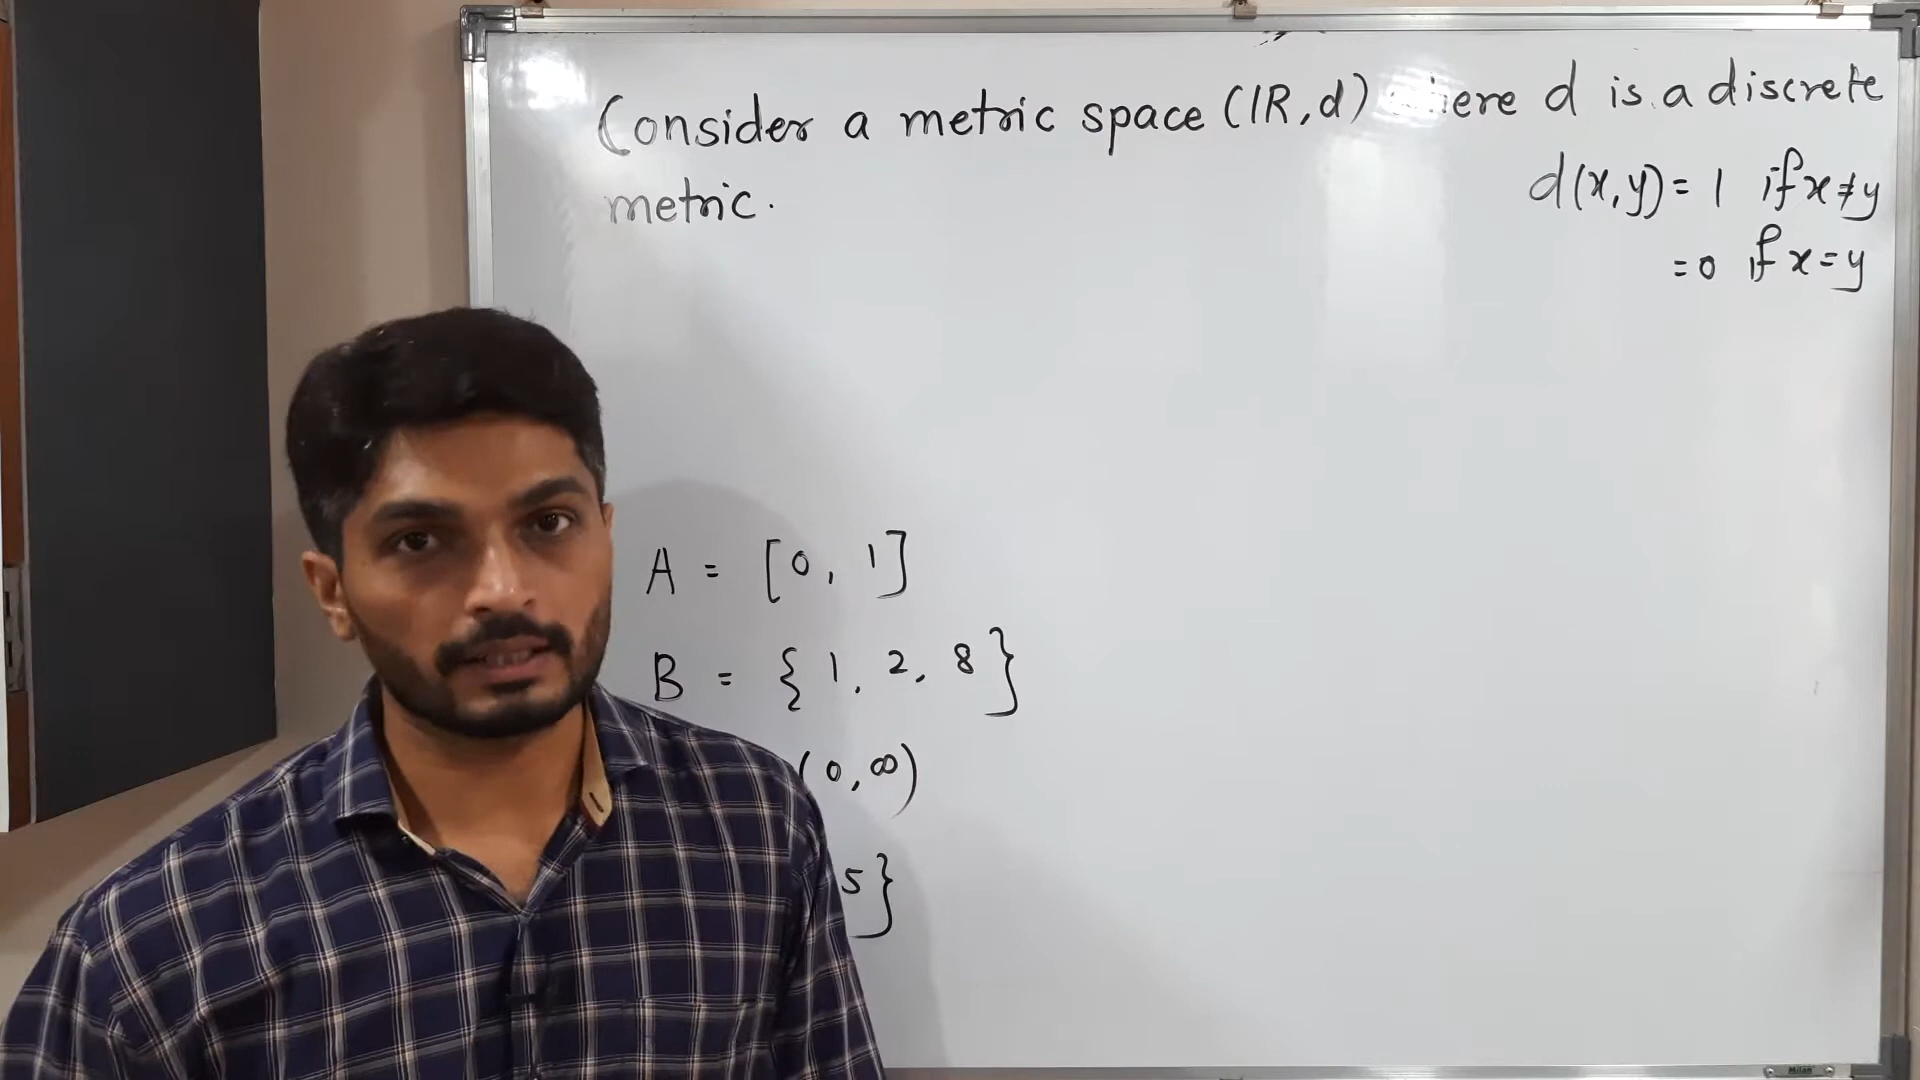 Consider a metric space (IR, d) where d is a discrete
metric.
d(x, y) = 1 if x ≠ y
= 0 if x = y
A = [0, 1]
B = { 1, 2, 8 }
(0, ∞)
5}
Milan